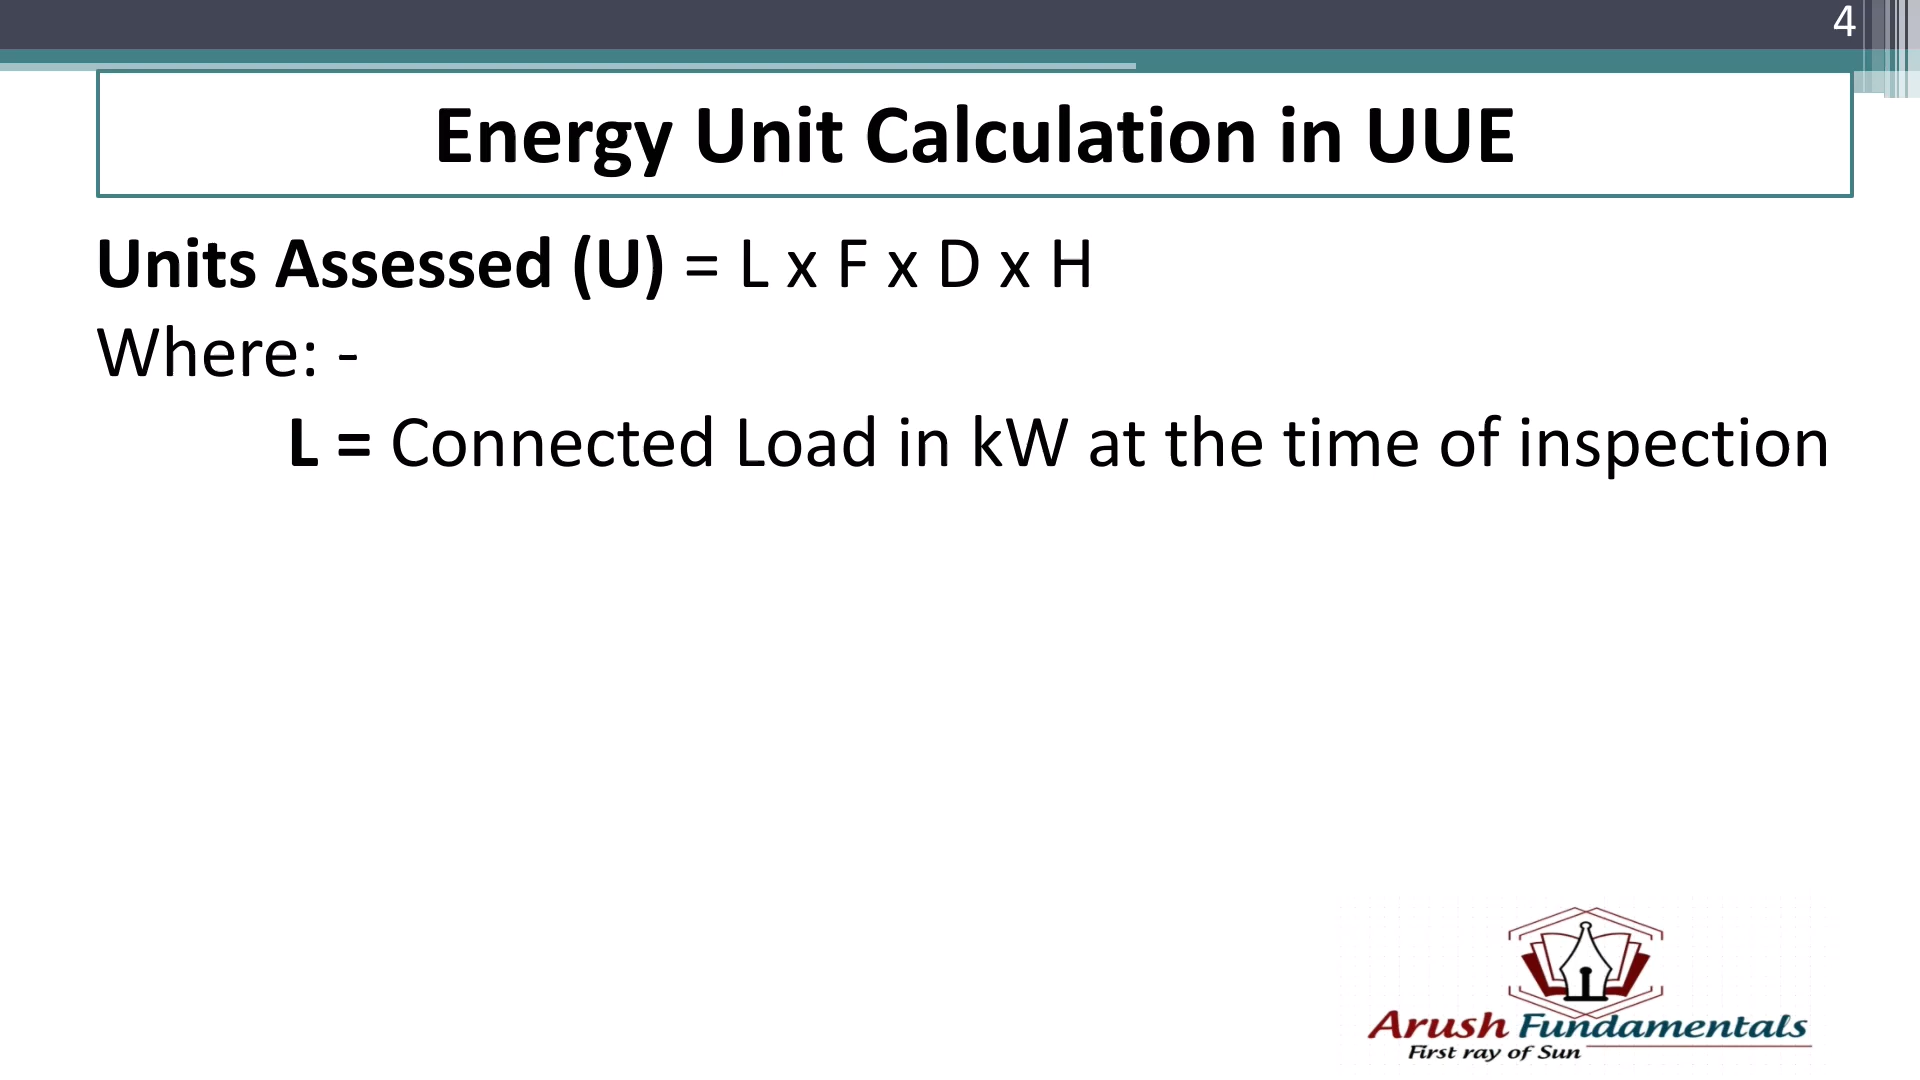 4
Energy Unit Calculation in UUE
Units Assessed (U) = L x F x D x H
Where: -
L = Connected Load in kW at the time of inspection
Arush Fundamentals
First ray of Sun